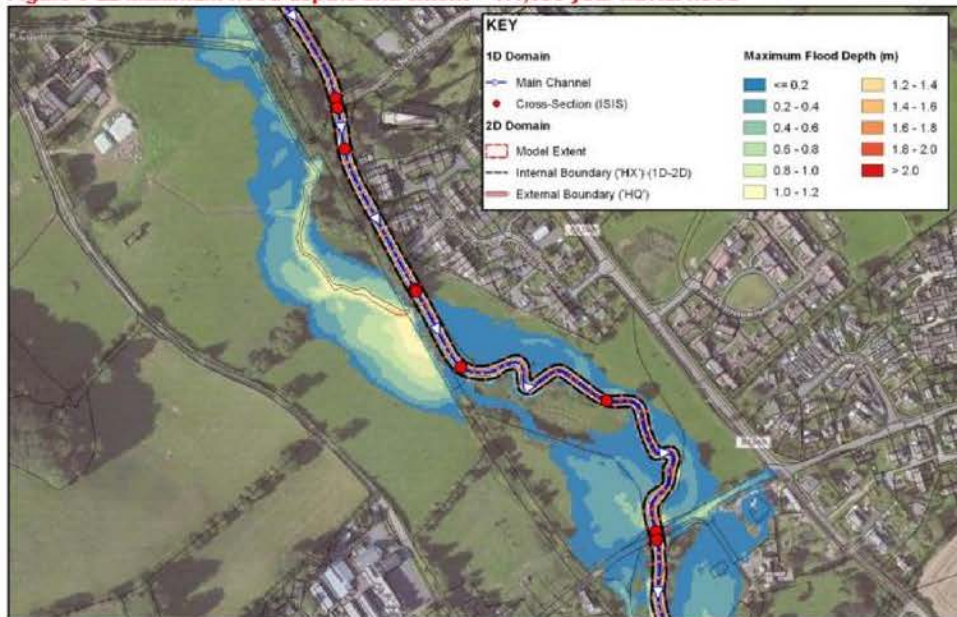 KEY
1D Domain
Main Channel
Cross-Section (ISIS)
2D Domain
Model Extent
Internal Boundary ('HX') (1D-2D)
External Boundary ('HQ')
Maximum Flood Depth (m)
<= 0.2
0.2 - 0.4
0.4 - 0.6
0.6 - 0.8
0.8 - 1.0
1.0 - 1.2
1.2 - 1.4
1.4 - 1.6
1.6 - 1.8
1.8 - 2.0
> 2.0